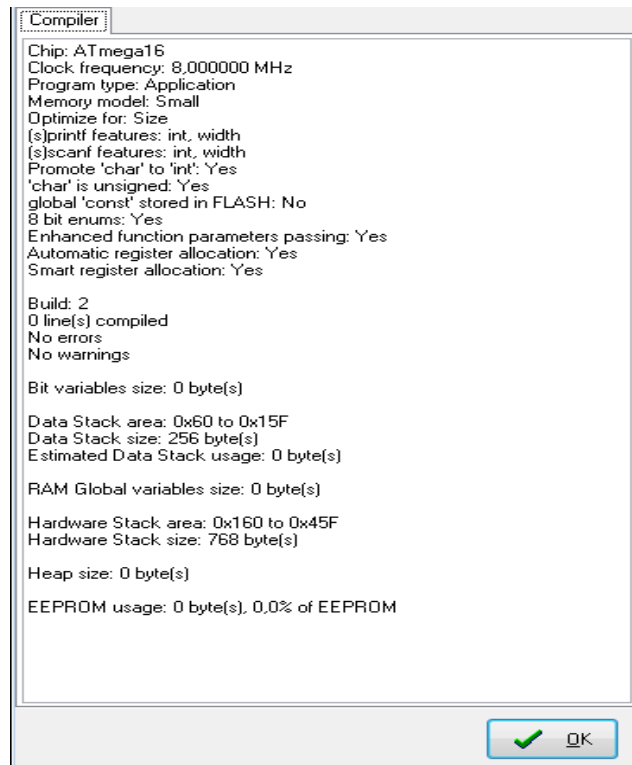 Compiler
Chip: ATmega16
Clock frequency: 8,000000 MHz
Program type: Application
Memory model: Small
Optimize for: Size
(s)printf features: int, width
(s)scanf features: int, width
Promote 'char' to 'int': Yes
'char' is unsigned: Yes
global 'const' stored in FLASH: No
8 bit enums: Yes
Enhanced function parameters passing: Yes
Automatic register allocation: Yes
Smart register allocation: Yes
Build: 2
0 line(s) compiled
No errors
No warnings
Bit variables size: 0 byte(s)
Data Stack area: 0x60 to 0x15F
Data Stack size: 256 byte(s)
Estimated Data Stack usage: 0 byte(s)
RAM Global variables size: 0 byte(s)
Hardware Stack area: 0x160 to 0x45F
Hardware Stack size: 768 byte(s)
Heap size: 0 byte(s)
EEPROM usage: 0 byte(s), 0,0% of EEPROM
OK